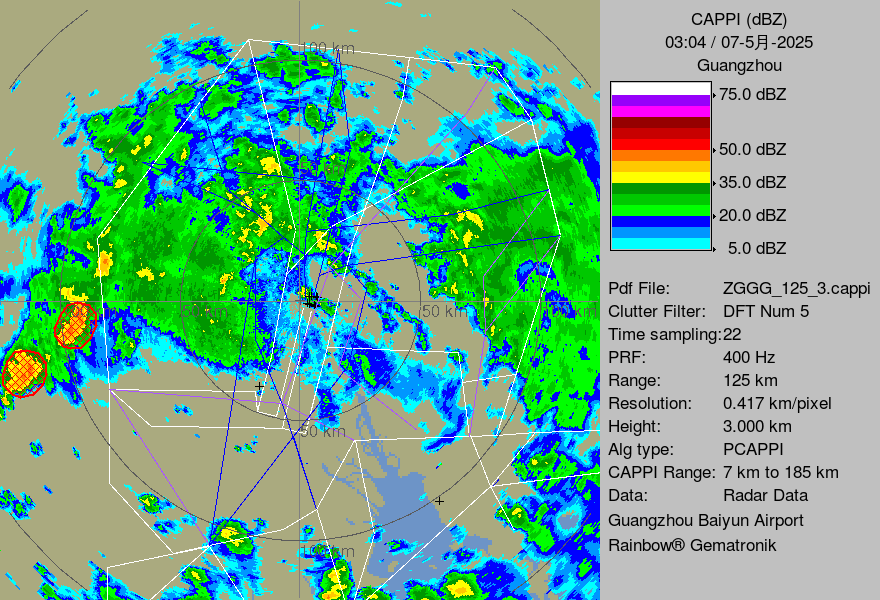 CAPPI (dBZ)
03:04 / 07-5月-2025
Guangzhou
75.0 dBZ
50.0 dBZ
35.0 dBZ
20.0 dBZ
5.0 dBZ
Pdf File: ZGGG_125_3.cappi
Clutter Filter: DFT Num 5
Time sampling:22
PRF: 400 Hz
Range: 125 km
Resolution: 0.417 km/pixel
Height: 3.000 km
Alg type: PCAPPI
CAPPI Range: 7 km to 185 km
Data: Radar Data
Guangzhou Baiyun Airport
Rainbow® Gematronik
100 km
50 km
50 km
100 km